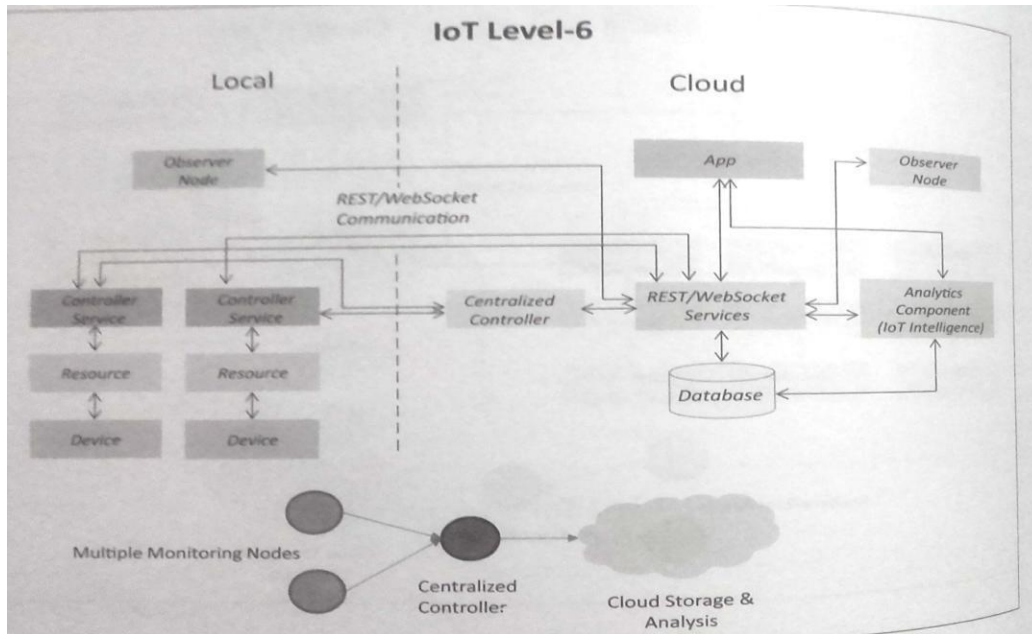 IoT Level-6
Local
Cloud
Observer
Node
App
Observer
Node
REST/WebSocket
Communication
Controller
Service
Controller
Service
Centralized
Controller
REST/WebSocket
Services
Analytics
Component
(IoT Intelligence)
Resource
Resource
Database
Device
Device
Multiple Monitoring Nodes
Centralized
Controller
Cloud Storage &
Analysis